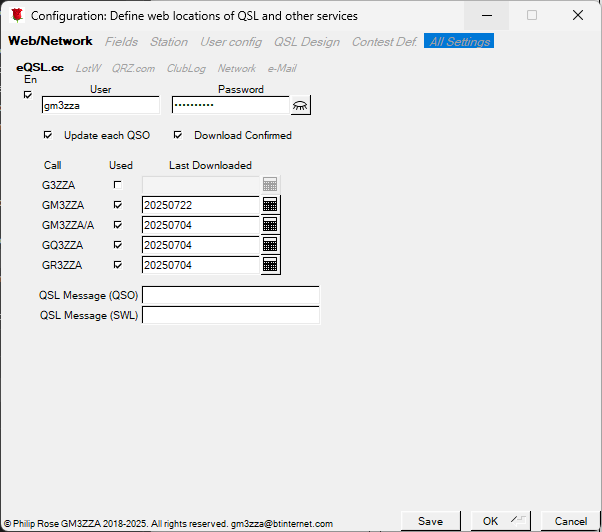 Configuration: Define web locations of QSL and other services
Web/Network Fields Station User config QSL Design Contest Def. All Settings
eQSL.cc LotW QRZ.com ClubLog Network e-Mail
En User Password
gm3zza ••••••••••
Update each QSO Download Confirmed
Call Used Last Downloaded
G3ZZA
GM3ZZA 20250722
GM3ZZA/A 20250704
GQ3ZZA 20250704
GR3ZZA 20250704
QSL Message (QSO)
QSL Message (SWL)
© Philip Rose GM3ZZA 2018-2025. All rights reserved. gm3zza@btinternet.com Save OK Cancel